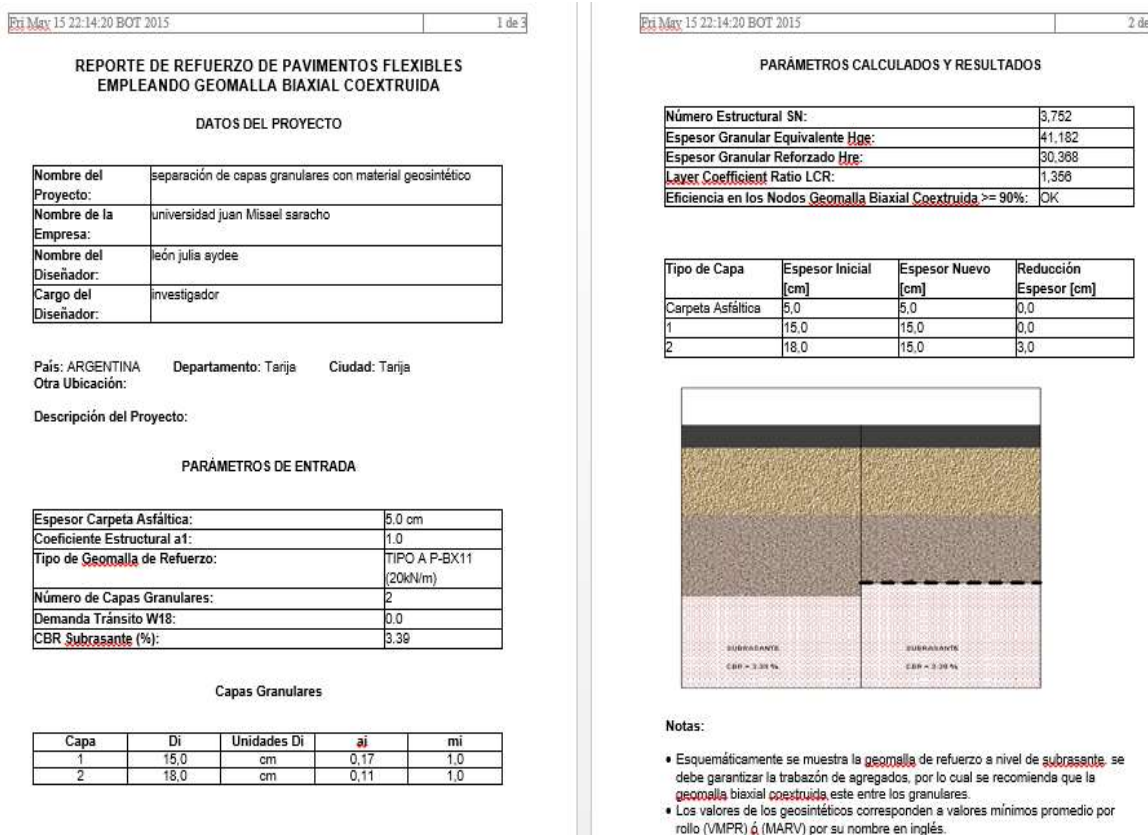 Fri May 15 22:14:20 BOT 2015 1 de 3
REPORTE DE REFUERZO DE PAVIMENTOS FLEXIBLES
EMPLEANDO GEOMALLA BIAXIAL COEXTRUIDA
DATOS DEL PROYECTO
Nombre del Proyecto: separación de capas granulares con material geosintético
Nombre de la Empresa: universidad juan Misael saracho
Nombre del Diseñador: león julia aydee
Cargo del Diseñador: investigador
País: ARGENTINA Departamento: Tarija Ciudad: Tarija
Otra Ubicación:
Descripción del Proyecto:
PARÁMETROS DE ENTRADA
Espesor Carpeta Asfáltica: 5.0 cm
Coeficiente Estructural a1: 1.0
Tipo de Geomalla de Refuerzo: TIPO A P-BX11 (20kN/m)
Número de Capas Granulares: 2
Demanda Tránsito W18: 0.0
CBR Subrasante (%): 3.39
Capas Granulares
Capa Di Unidades Di ai mi
1 15,0 cm 0,17 1,0
2 18,0 cm 0,11 1,0
Fri May 15 22:14:20 BOT 2015 2 de
PARÁMETROS CALCULADOS Y RESULTADOS
Número Estructural SN: 3,752
Espesor Granular Equivalente Hge: 41,182
Espesor Granular Reforzado Hre: 30,368
Layer Coefficient Ratio LCR: 1,356
Eficiencia en los Nodos Geomalla Biaxial Coextruida >= 90%: OK
Tipo de Capa Espesor Inicial [cm] Espesor Nuevo [cm] Reducción Espesor [cm]
Carpeta Asfáltica 5,0 5,0 0,0
1 15,0 15,0 0,0
2 18,0 15,0 3,0
SUBRASANTE SUBRASANTE
CBR = 3.39 % CBR = 3.39 %
Notas:
• Esquemáticamente se muestra la geomalla de refuerzo a nivel de subrasante, se
debe garantizar la trabazón de agregados, por lo cual se recomienda que la
geomalla biaxial coextruida este entre los granulares.
• Los valores de los geosintéticos corresponden a valores mínimos promedio por
rollo (VMPR) ó (MARV) por su nombre en inglés.